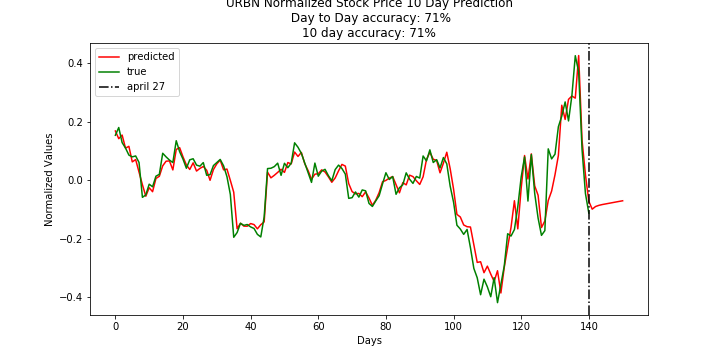 URBN Normalized Stock Price 10 Day Prediction
Day to Day accuracy: 71%
10 day accuracy: 71%
predicted
true
april 27
Normalized Values
0.4
0.2
0.0
−0.2
−0.4
0 20 40 60 80 100 120 140
Days